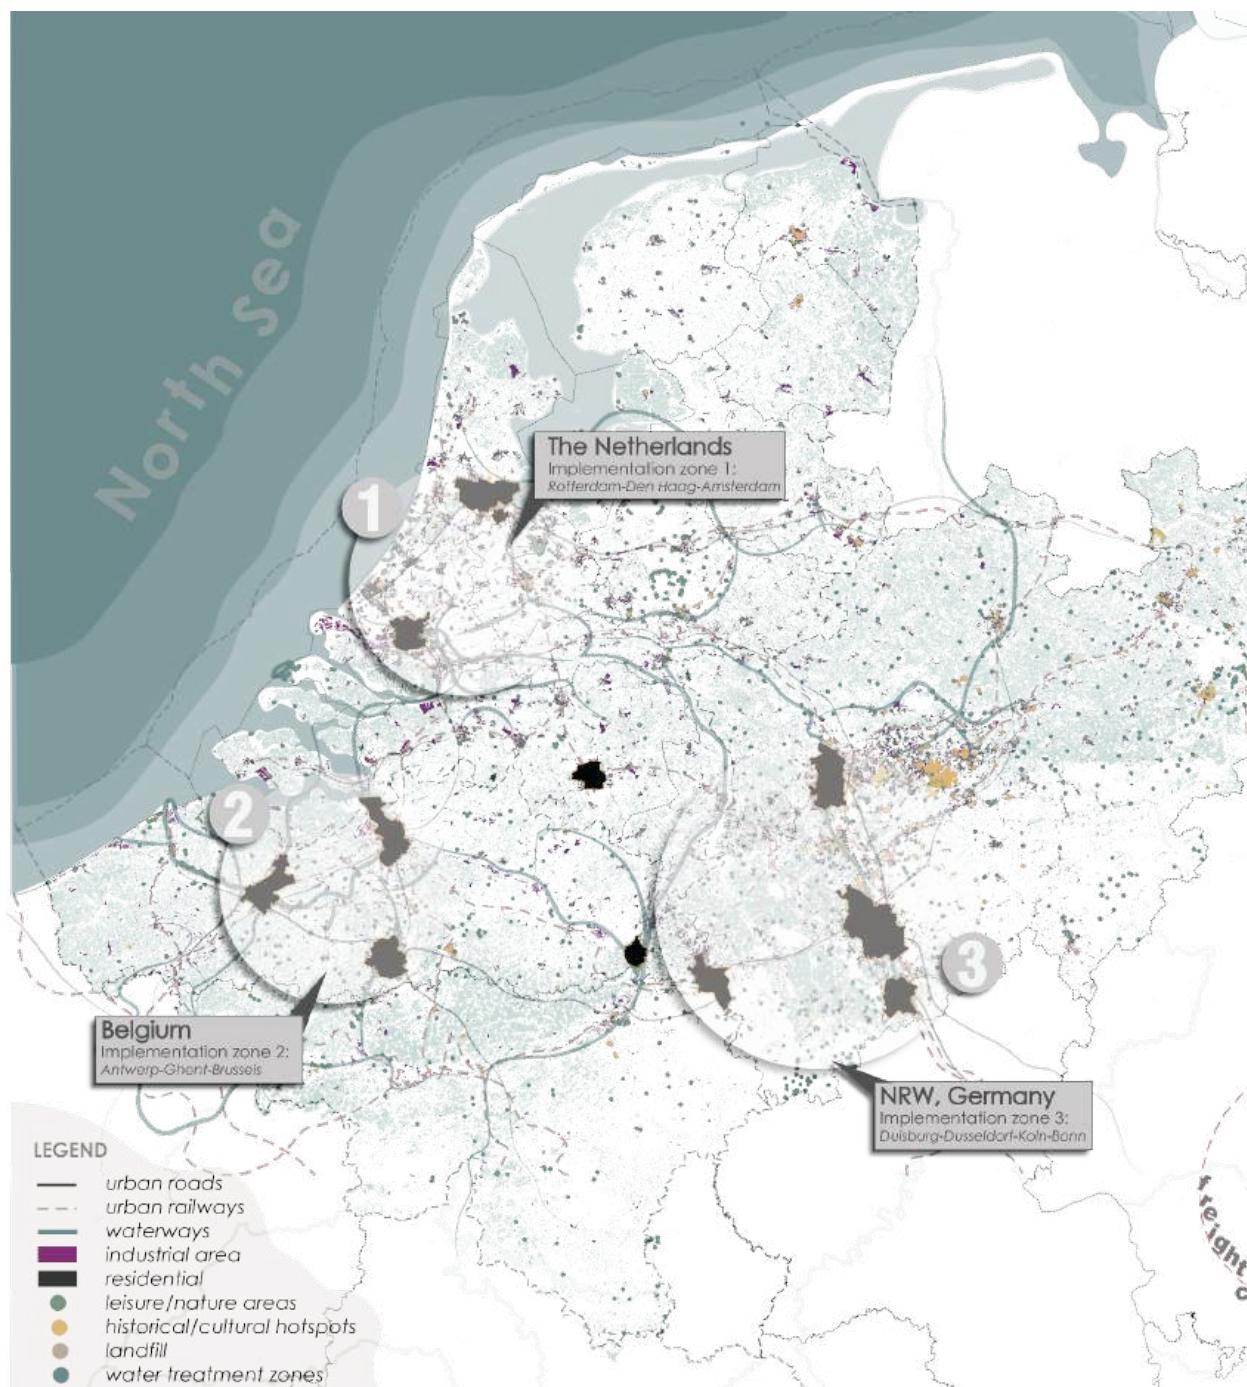 North Sea
The Netherlands
Implementation zone 1:
Rotterdam-Den Haag-Amsterdam
1
2
3
Belgium
Implementation zone 2:
Antwerp-Ghent-Brussels
NRW, Germany
Implementation zone 3:
Duisburg-Dusseldorf-Koln-Bonn
freight
LEGEND
urban roads
urban railways
waterways
industrial area
residential
leisure/nature areas
historical/cultural hotspots
landfill
water treatment zones